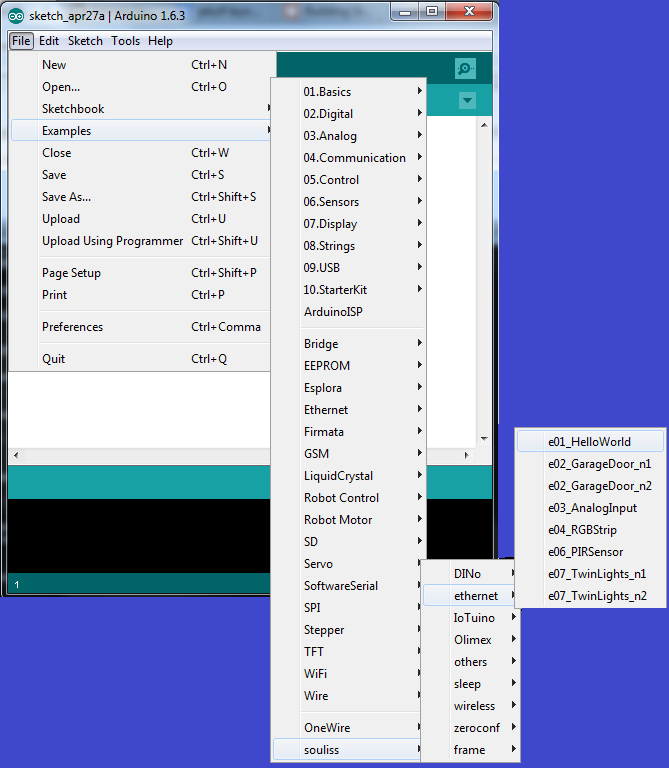 sketch_apr27a | Arduino 1.6.3
File Edit Sketch Tools Help
New Ctrl+N
Open... Ctrl+O
Sketchbook
Examples
Close Ctrl+W
Save Ctrl+S
Save As... Ctrl+Shift+S
Upload Ctrl+U
Upload Using Programmer Ctrl+Shift+U
Page Setup Ctrl+Shift+P
Print Ctrl+P
Preferences Ctrl+Comma
Quit Ctrl+Q
01.Basics
02.Digital
03.Analog
04.Communication
05.Control
06.Sensors
07.Display
08.Strings
09.USB
10.StarterKit
ArduinoISP
Bridge
EEPROM
Esplora
Ethernet
Firmata
GSM
LiquidCrystal
Robot Control
Robot Motor
SD
Servo
SoftwareSerial
SPI
Stepper
TFT
WiFi
Wire
OneWire
souliss
DINo
ethernet
IoTuino
Olimex
others
sleep
wireless
zeroconf
frame
e01_HelloWorld
e02_GarageDoor_n1
e02_GarageDoor_n2
e03_AnalogInput
e04_RGBStrip
e06_PIRSensor
e07_TwinLights_n1
e07_TwinLights_n2
1